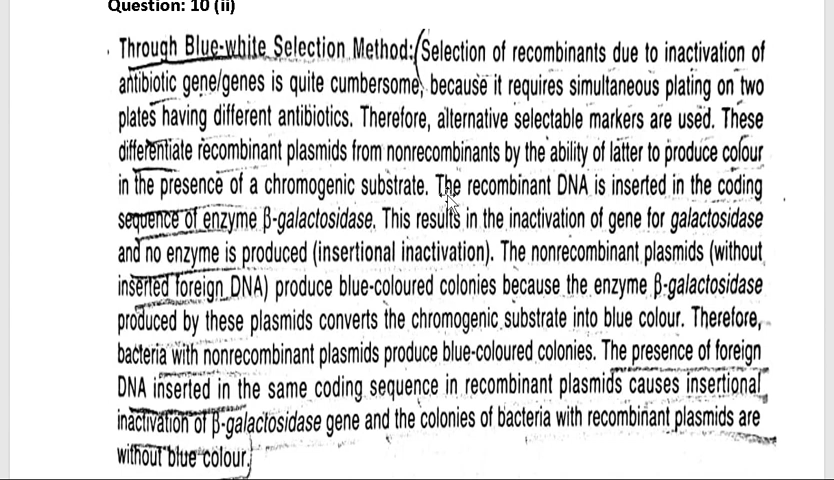 Question: 10 (ii)
Through Blue-white Selection Method: (Selection of recombinants due to inactivation of
antibiotic gene/genes is quite cumbersome, because it requires simultaneous plating on two
plates having different antibiotics. Therefore, alternative selectable markers are used. These
differentiate recombinant plasmids from nonrecombinants by the ability of latter to produce colour
in the presence of a chromogenic substrate. The recombinant DNA is inserted in the coding
sequence of enzyme β-galactosidase. This results in the inactivation of gene for galactosidase
and no enzyme is produced (insertional inactivation). The nonrecombinant plasmids (without
inserted foreign DNA) produce blue-coloured colonies because the enzyme β-galactosidase
produced by these plasmids converts the chromogenic substrate into blue colour. Therefore,
bacteria with nonrecombinant plasmids produce blue-coloured colonies. The presence of foreign
DNA inserted in the same coding sequence in recombinant plasmids causes insertional
inactivation of β-galactosidase gene and the colonies of bacteria with recombinant plasmids are
without blue colour.)